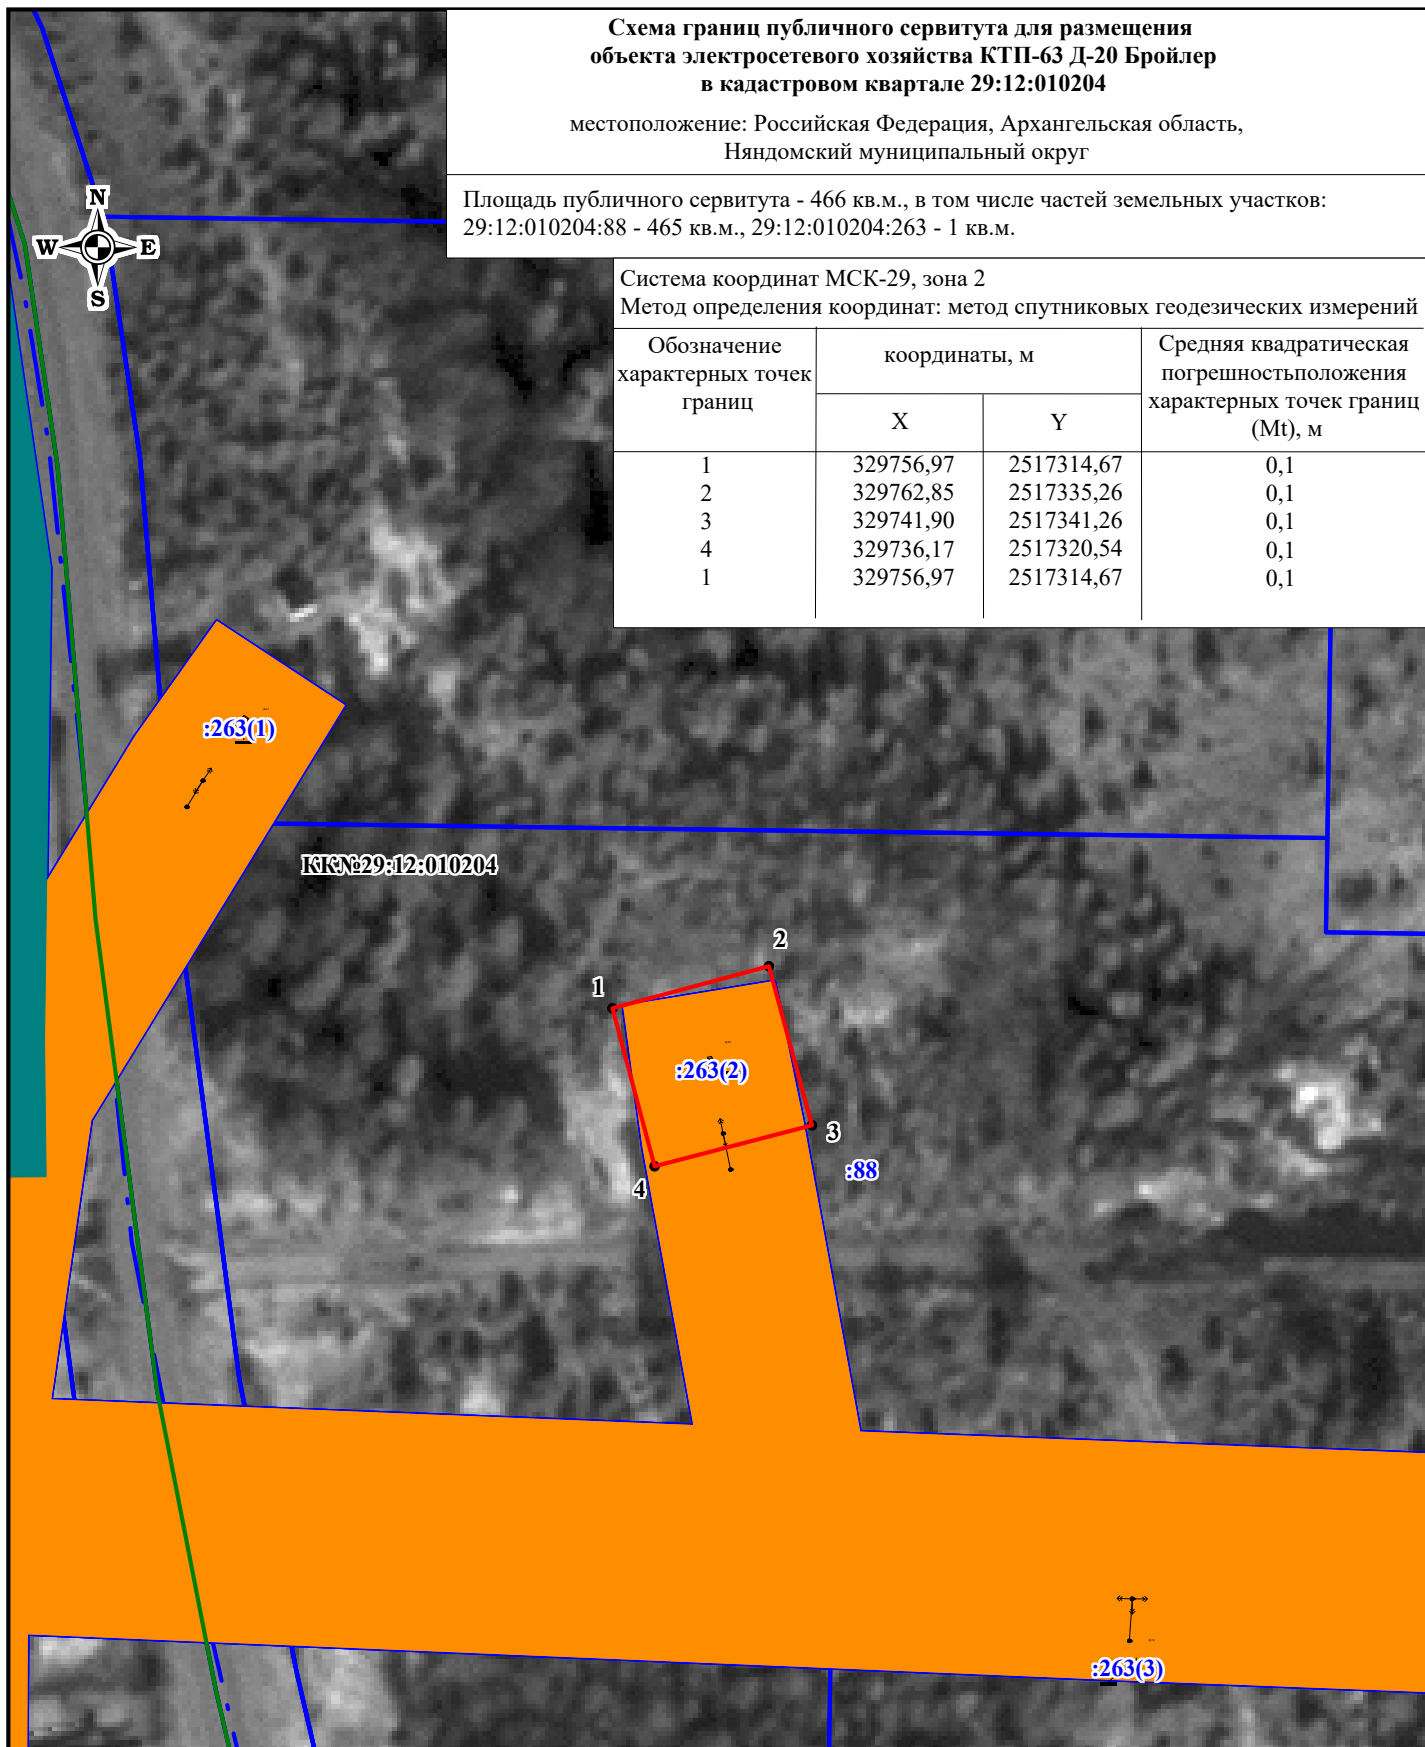 Схема границ публичного сервитута для размещения
объекта электросетевого хозяйства КТП-63 Д-20 Бройлер
в кадастровом квартале 29:12:010204
местоположение: Российская Федерация, Архангельская область,
Няндомский муниципальный округ
Площадь публичного сервитута - 466 кв.м., в том числе частей земельных участков:
29:12:010204:88 - 465 кв.м., 29:12:010204:263 - 1 кв.м.
N
W E
S
Система координат МСК-29, зона 2
Метод определения координат: метод спутниковых геодезических измерений
Обозначение
характерных точек
границ
координаты, м
X Y
Средняя квадратическая
погрешностьположения
характерных точек границ
(Mt), м
1 329756,97 2517314,67 0,1
2 329762,85 2517335,26 0,1
3 329741,90 2517341,26 0,1
4 329736,17 2517320,54 0,1
1 329756,97 2517314,67 0,1
:263(1)
КК№29:12:010204
2
1
:263(2)
3
:88
4
:263(3)